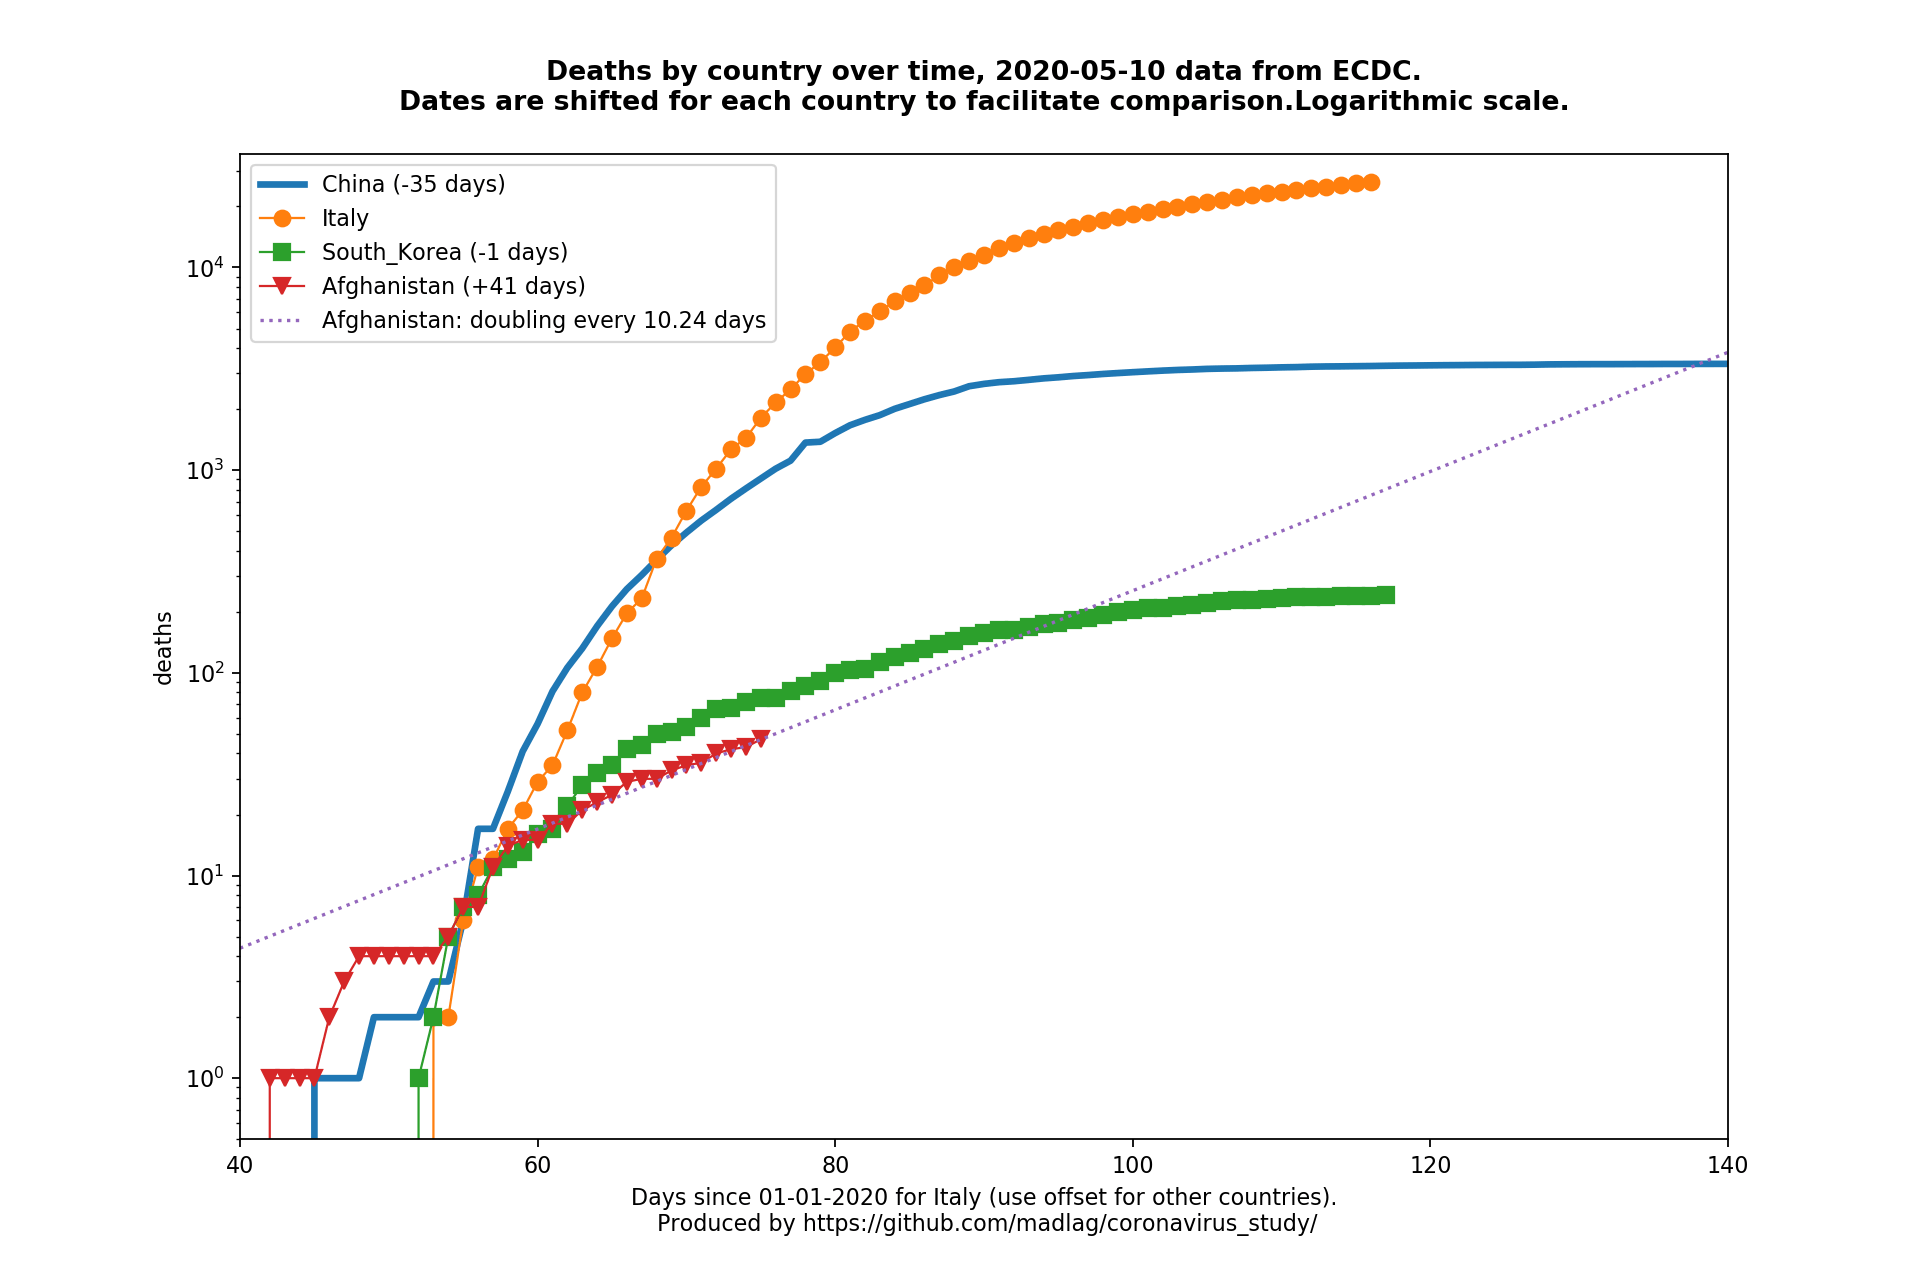 Deaths by country over time, 2020-05-10 data from ECDC.
Dates are shifted for each country to facilitate comparison.Logarithmic scale.
China (-35 days)
Italy
South_Korea (-1 days)
Afghanistan (+41 days)
Afghanistan: doubling every 10.24 days
deaths
10^4
10^3
10^2
10^1
10^0
40 60 80 100 120 140
Days since 01-01-2020 for Italy (use offset for other countries).
Produced by https://github.com/madlag/coronavirus_study/